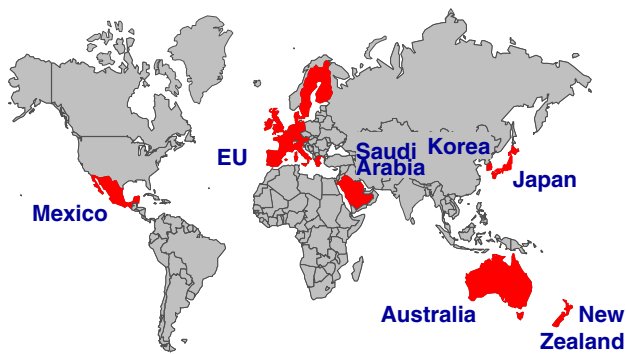 EU
Saudi
Arabia
Korea
Japan
Mexico
Australia
New
Zealand